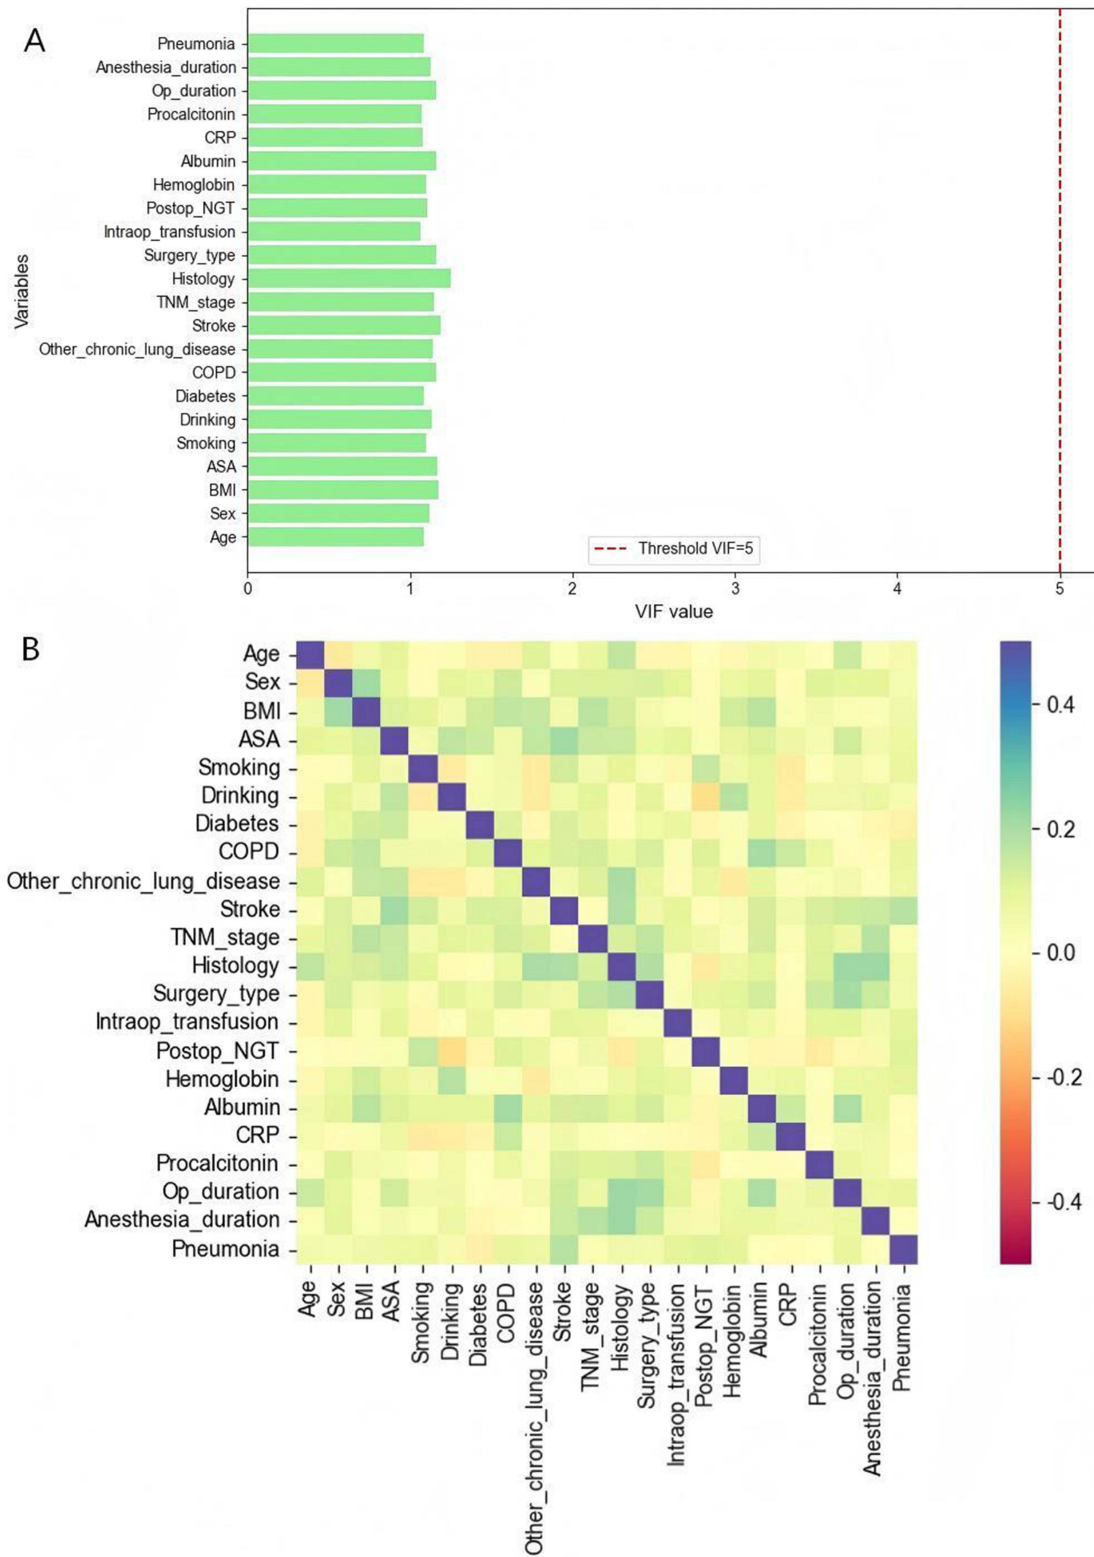 A
Variables
Pneumonia
Anesthesia_duration
Op_duration
Procalcitonin
CRP
Albumin
Hemoglobin
Postop_NGT
Intraop_transfusion
Surgery_type
Histology
TNM_stage
Stroke
Other_chronic_lung_disease
COPD
Diabetes
Drinking
Smoking
ASA
BMI
Sex
Age
Threshold VIF=5
0 1 2 3 4 5
VIF value
B
Age
Sex
BMI
ASA
Smoking
Drinking
Diabetes
COPD
Other_chronic_lung_disease
Stroke
TNM_stage
Histology
Surgery_type
Intraop_transfusion
Postop_NGT
Hemoglobin
Albumin
CRP
Procalcitonin
Op_duration
Anesthesia_duration
Pneumonia
Age
Sex
BMI
ASA
Smoking
Drinking
Diabetes
COPD
Other_chronic_lung_disease
Stroke
TNM_stage
Histology
Surgery_type
Intraop_transfusion
Postop_NGT
Hemoglobin
Albumin
CRP
Procalcitonin
Op_duration
Anesthesia_duration
Pneumonia
0.4
0.2
0.0
-0.2
-0.4